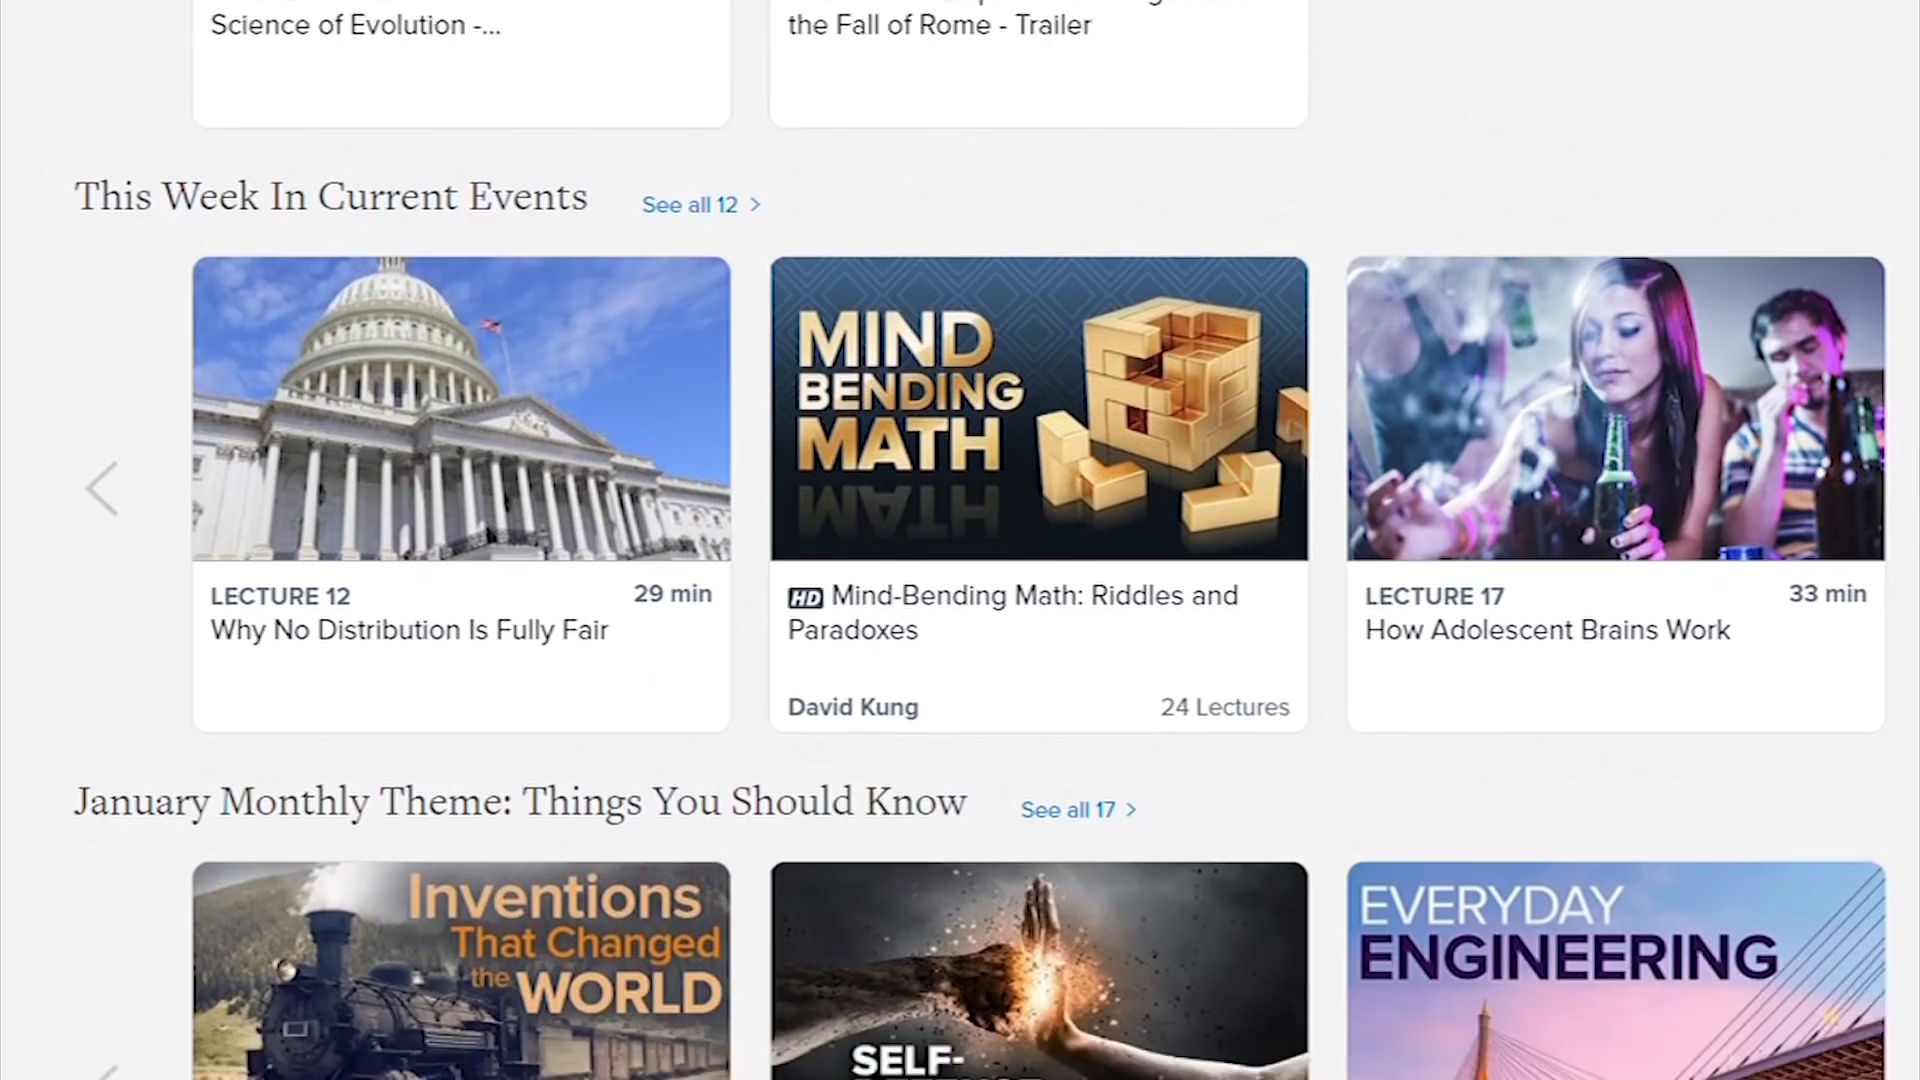 Science of Evolution -...
the Fall of Rome - Trailer
This Week In Current Events
See all 12 >
MIND
BENDING
MATH
LECTURE 12
29 min
Why No Distribution Is Fully Fair
HD Mind-Bending Math: Riddles and
Paradoxes
David Kung
24 Lectures
LECTURE 17
33 min
How Adolescent Brains Work
January Monthly Theme: Things You Should Know
See all 17 >
Inventions
That Changed
the WORLD
SELF-
EVERYDAY
ENGINEERING